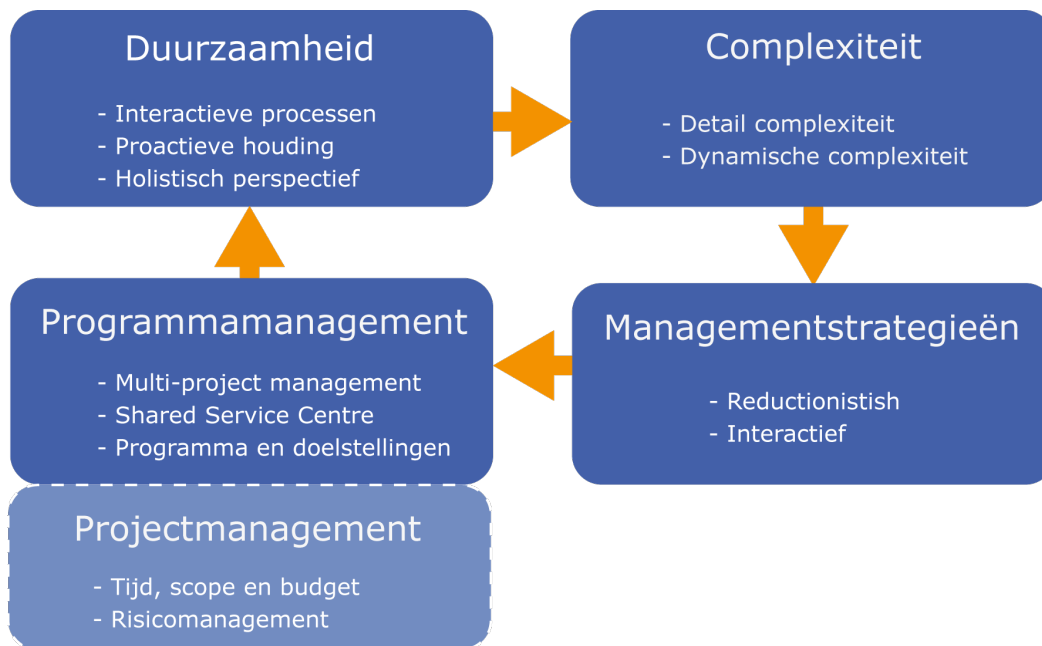 Duurzaamheid
- Interactieve processen
- Proactieve houding
- Holistisch perspectief
Complexiteit
- Detail complexiteit
- Dynamische complexiteit
Programmamanagement
- Multi-project management
- Shared Service Centre
- Programma en doelstellingen
Managementstrategieën
- Reductionistish
- Interactief
Projectmanagement
- Tijd, scope en budget
- Risicomanagement